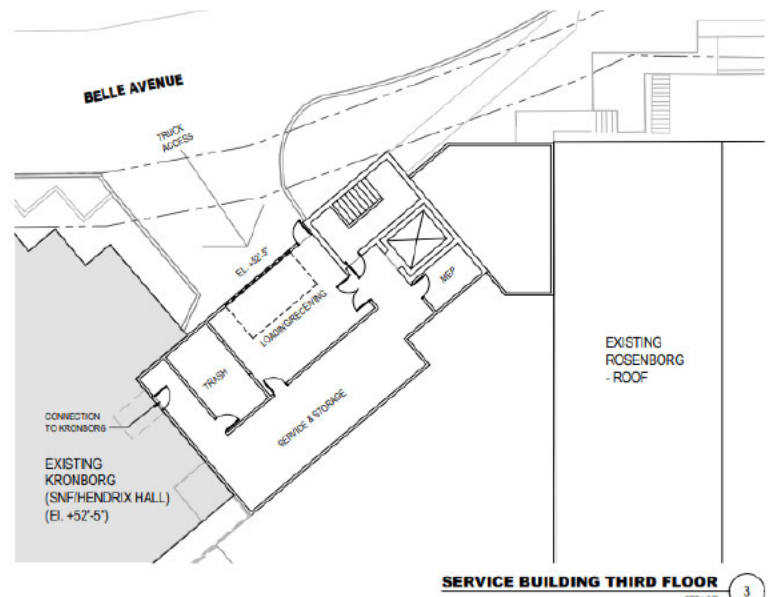 BELLE AVENUE
TRUCK
ACCESS
EL. +52'-5"
LOADING/RECEIVING
MEP
TRASH
SERVICE & STORAGE
CONNECTION
TO KRONBORG
EXISTING
KRONBORG
(SNF/HENDRIX HALL)
(El. +52'-5")
EXISTING
ROSENBORG
- ROOF
SERVICE BUILDING THIRD FLOOR
3